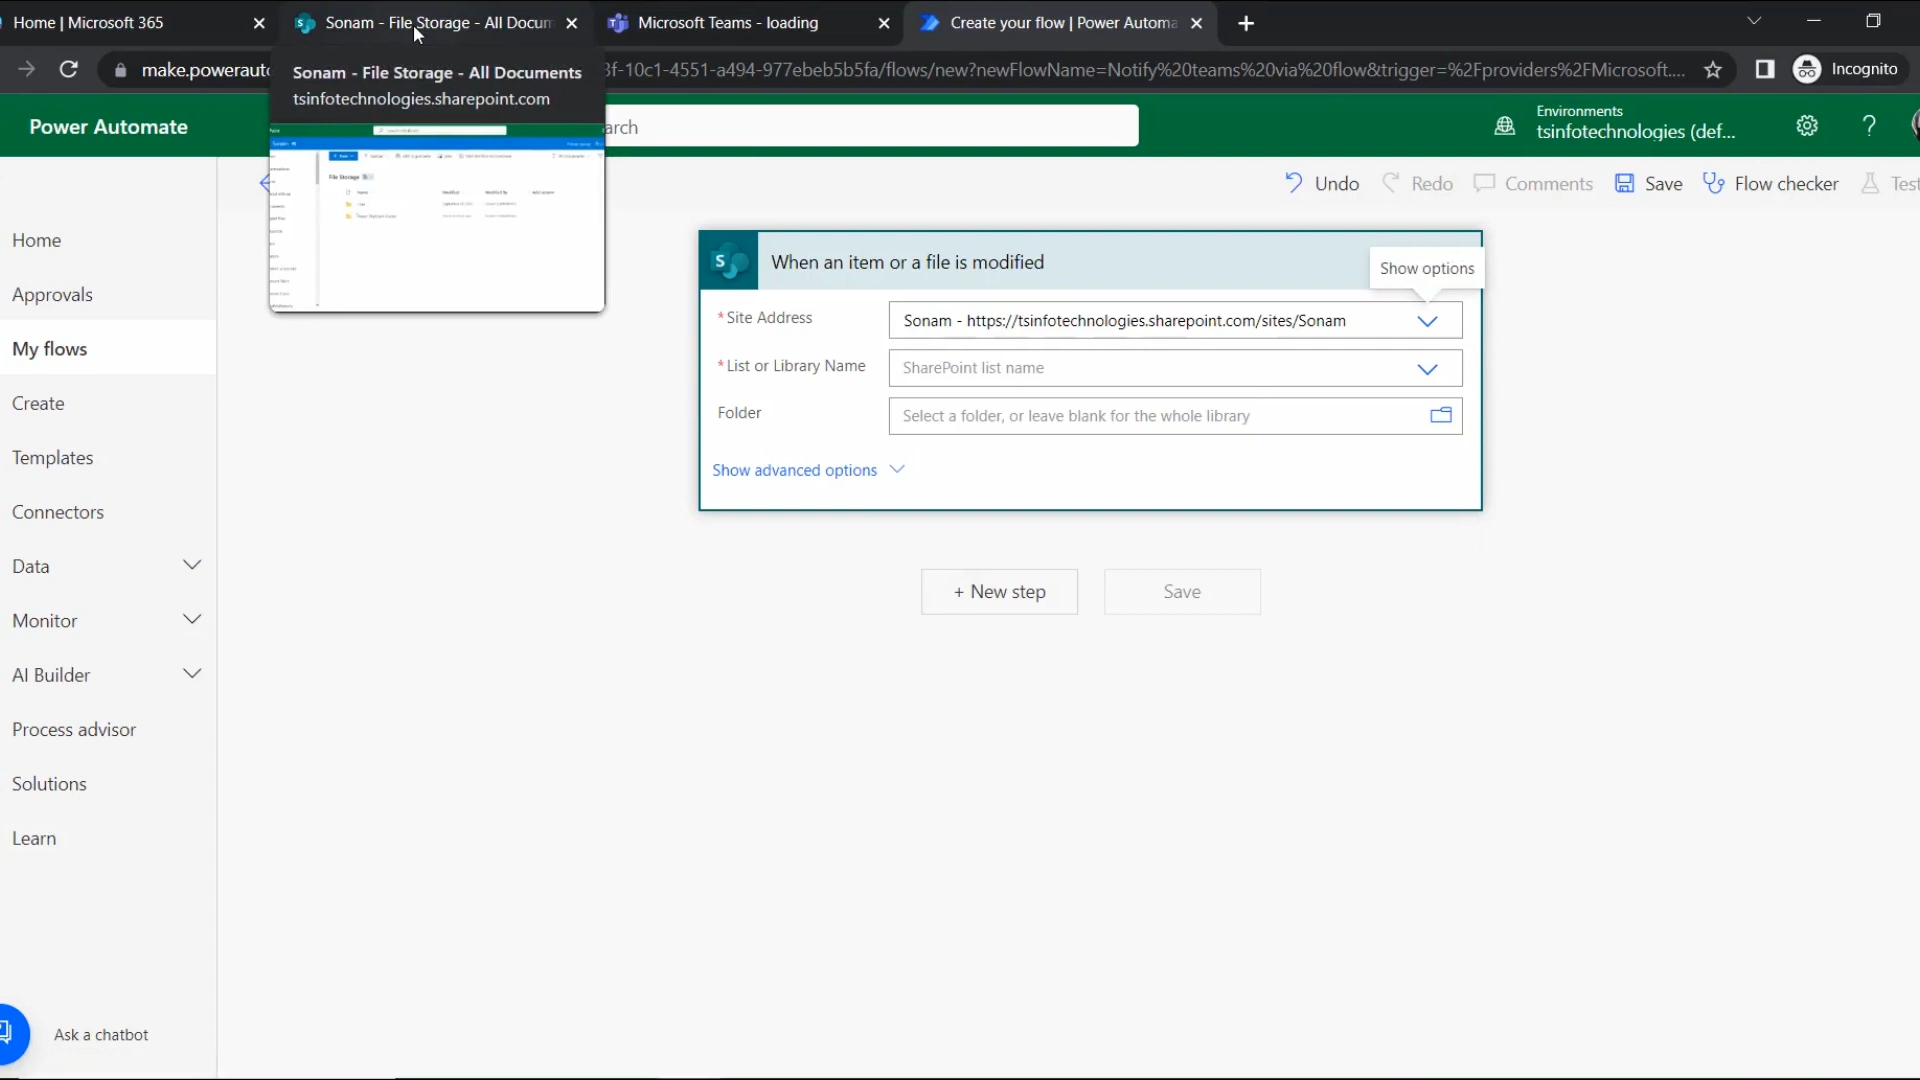 Home | Microsoft 365
Sonam - File Storage - All Docum
Microsoft Teams - loading
Create your flow | Power Automa
make.powerauto
3f-10c1-4551-a494-977ebeb5b5fa/flows/new?newFlowName=Notify%20teams%20via%20flow&trigger=%2Fproviders%2FMicrosoft....
Incognito
Sonam - File Storage - All Documents
tsinfotechnologies.sharepoint.com
Power Automate
arch
Environments
tsinfotechnologies (def...
?
File Storage
Undo
Redo
Comments
Save
Flow checker
Test
Home
Approvals
My flows
Create
Templates
Connectors
Data
Monitor
AI Builder
Process advisor
Solutions
Learn
Ask a chatbot
S
When an item or a file is modified
Show options
* Site Address
Sonam - https://tsinfotechnologies.sharepoint.com/sites/Sonam
* List or Library Name
SharePoint list name
Folder
Select a folder, or leave blank for the whole library
Show advanced options
+ New step
Save